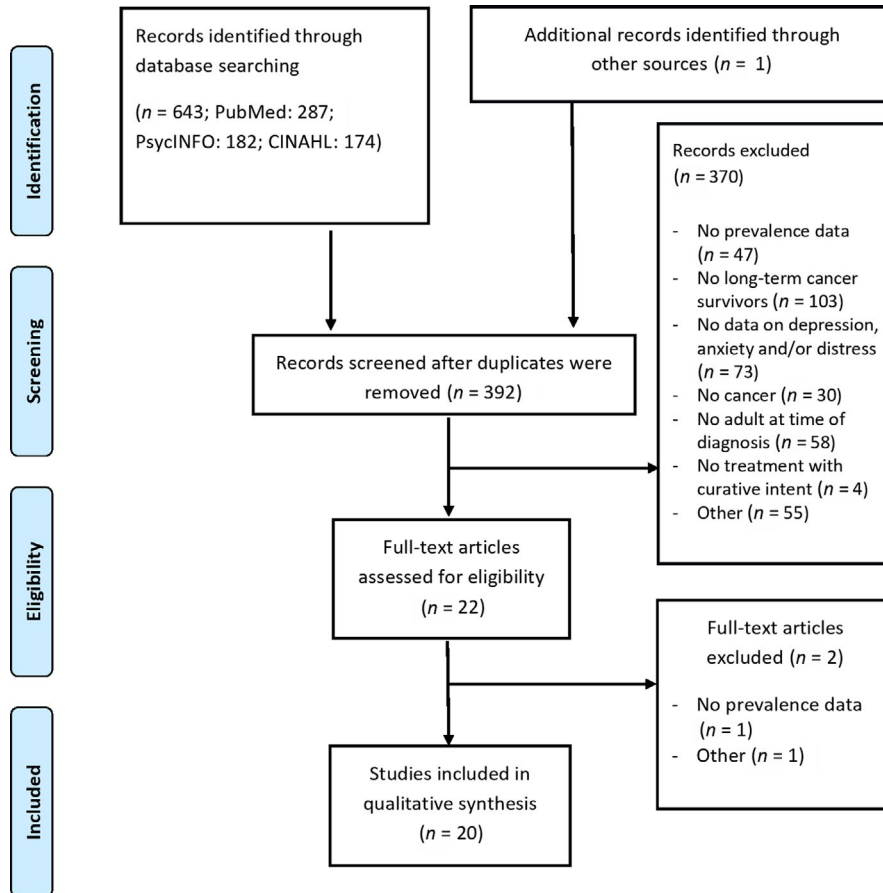 Records identified through
database searching
(n = 643; PubMed: 287;
PsycINFO: 182; CINAHL: 174)
Additional records identified through
other sources (n = 1)
Identification
Records excluded
(n = 370)
- No prevalence data
(n = 47)
- No long-term cancer
survivors (n = 103)
- No data on depression,
anxiety and/or distress
(n = 73)
- No cancer (n = 30)
- No adult at time of
diagnosis (n = 58)
- No treatment with
curative intent (n = 4)
- Other (n = 55)
Screening
Records screened after duplicates were
removed (n = 392)
Eligibility
Full-text articles
assessed for eligibility
(n = 22)
Full-text articles
excluded (n = 2)
- No prevalence data
(n = 1)
- Other (n = 1)
Included
Studies included in
qualitative synthesis
(n = 20)